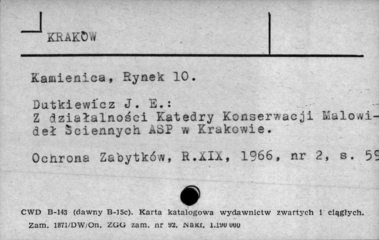 KRAKÓW
Kamienica, Rynek 10.
Dutkiewicz J. E.:
Z działalności Katedry Konserwacji Malowi-
deł Ściennych ASP w Krakowie.
Ochrona Zabytków, R.XIX, 1966, nr 2, s. 59
CWD B-143 (dawny B-15c). Karta katalogowa wydawnictw zwartych i ciągłych.
Zam. 1871/DW/On. ZGG zam. nr 92. Nakł. 1.190 000